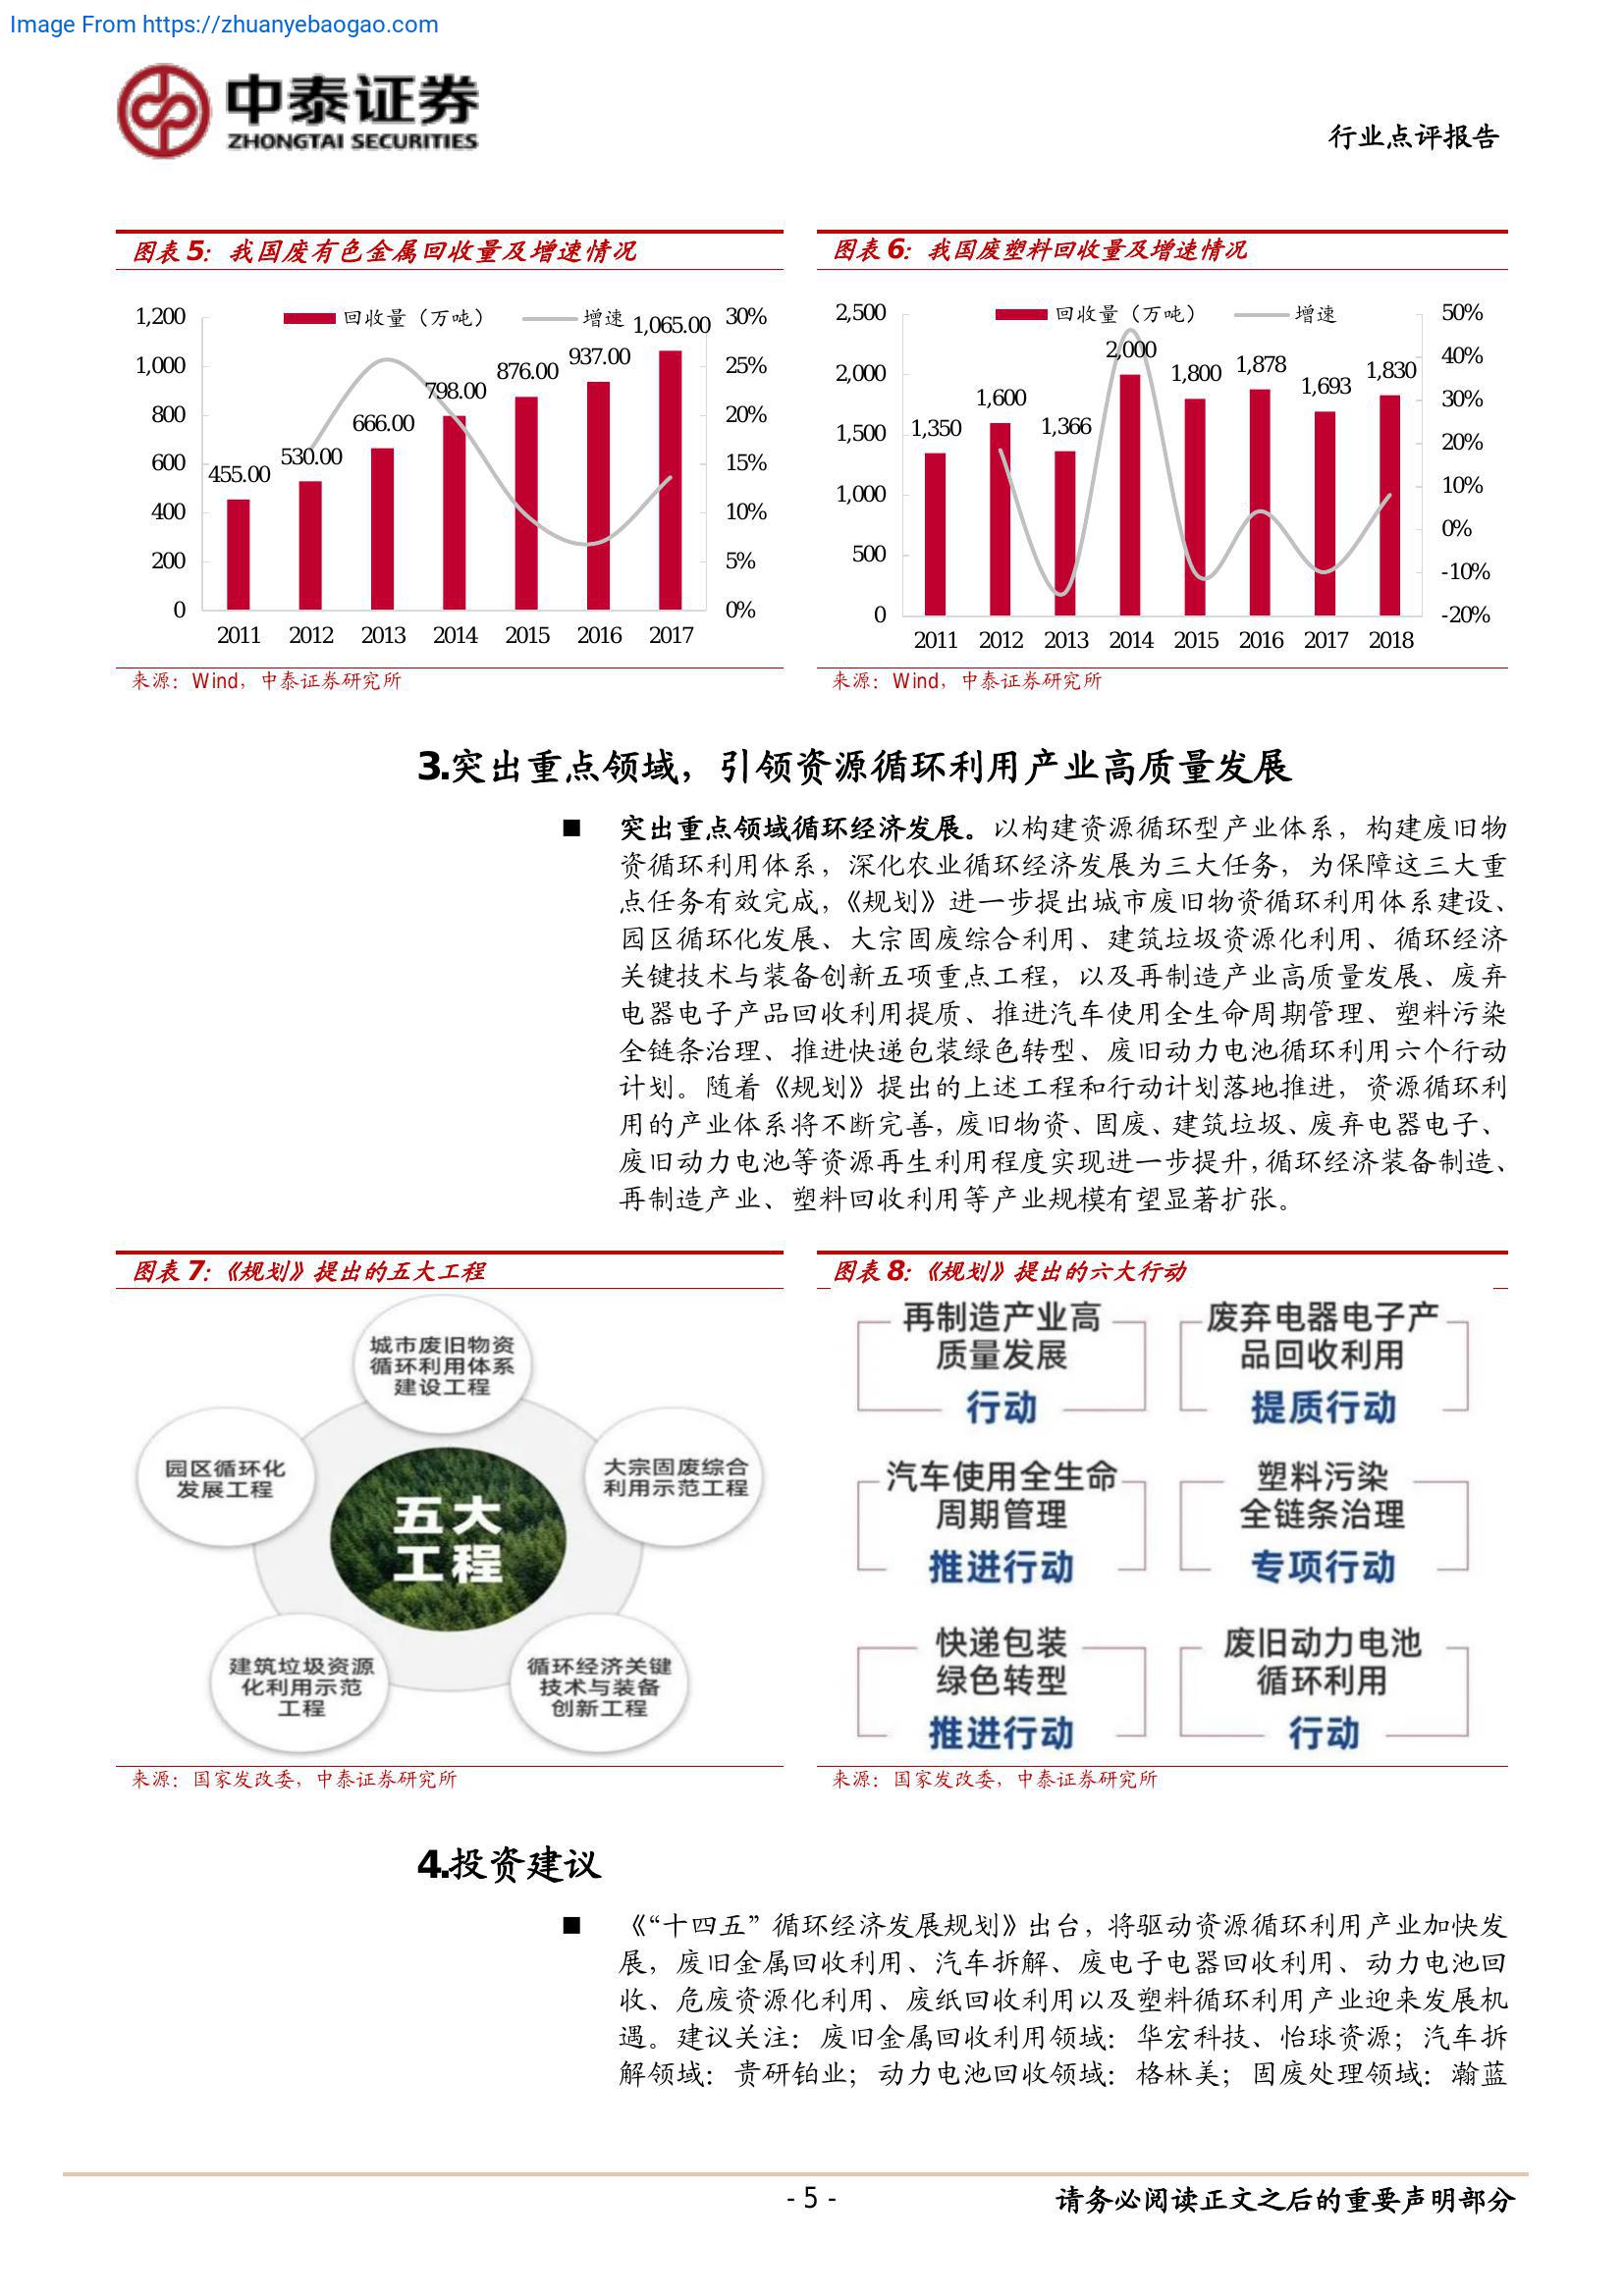 Image From https://zhuanyebaogao.com
中泰证券
ZHONGTAI SECURITIES
行业点评报告
图表 5：我国废有色金属回收量及增速情况
回收量（万吨） 增速
1,200
1,000
800
600
400
200
0
455.00
530.00
666.00
798.00
876.00
937.00
1,065.00
30%
25%
20%
15%
10%
5%
0%
2011 2012 2013 2014 2015 2016 2017
来源：Wind，中泰证券研究所
图表 6：我国废塑料回收量及增速情况
回收量（万吨） 增速
2,500
2,000
1,500
1,000
500
0
1,350
1,600
1,366
2,000
1,800
1,878
1,693
1,830
50%
40%
30%
20%
10%
0%
-10%
-20%
2011 2012 2013 2014 2015 2016 2017 2018
来源：Wind，中泰证券研究所
3.突出重点领域，引领资源循环利用产业高质量发展
■ 突出重点领域循环经济发展。以构建资源循环型产业体系，构建废旧物
资循环利用体系，深化农业循环经济发展为三大任务，为保障这三大重
点任务有效完成，《规划》进一步提出城市废旧物资循环利用体系建设、
园区循环化发展、大宗固废综合利用、建筑垃圾资源化利用、循环经济
关键技术与装备创新五项重点工程，以及再制造产业高质量发展、废弃
电器电子产品回收利用提质、推进汽车使用全生命周期管理、塑料污染
全链条治理、推进快递包装绿色转型、废旧动力电池循环利用六个行动
计划。随着《规划》提出的上述工程和行动计划落地推进，资源循环利
用的产业体系将不断完善，废旧物资、固废、建筑垃圾、废弃电器电子、
废旧动力电池等资源再生利用程度实现进一步提升，循环经济装备制造、
再制造产业、塑料回收利用等产业规模有望显著扩张。
图表 7：《规划》提出的五大工程
城市废旧物资
循环利用体系
建设工程
园区循环化
发展工程
大宗固废综合
利用示范工程
五大
工程
建筑垃圾资源
化利用示范
工程
循环经济关键
技术与装备
创新工程
来源：国家发改委，中泰证券研究所
图表 8：《规划》提出的六大行动
再制造产业高
质量发展
行动
废弃电器电子产
品回收利用
提质行动
汽车使用全生命
周期管理
推进行动
塑料污染
全链条治理
专项行动
快递包装
绿色转型
推进行动
废旧动力电池
循环利用
行动
来源：国家发改委，中泰证券研究所
4.投资建议
■ 《“十四五”循环经济发展规划》出台，将驱动资源循环利用产业加快发
展，废旧金属回收利用、汽车拆解、废电子电器回收利用、动力电池回
收、危废资源化利用、废纸回收利用以及塑料循环利用产业迎来发展机
遇。建议关注：废旧金属回收利用领域：华宏科技、怡球资源；汽车拆
解领域：贵研铂业；动力电池回收领域：格林美；固废处理领域：瀚蓝
- 5 -
请务必阅读正文之后的重要声明部分